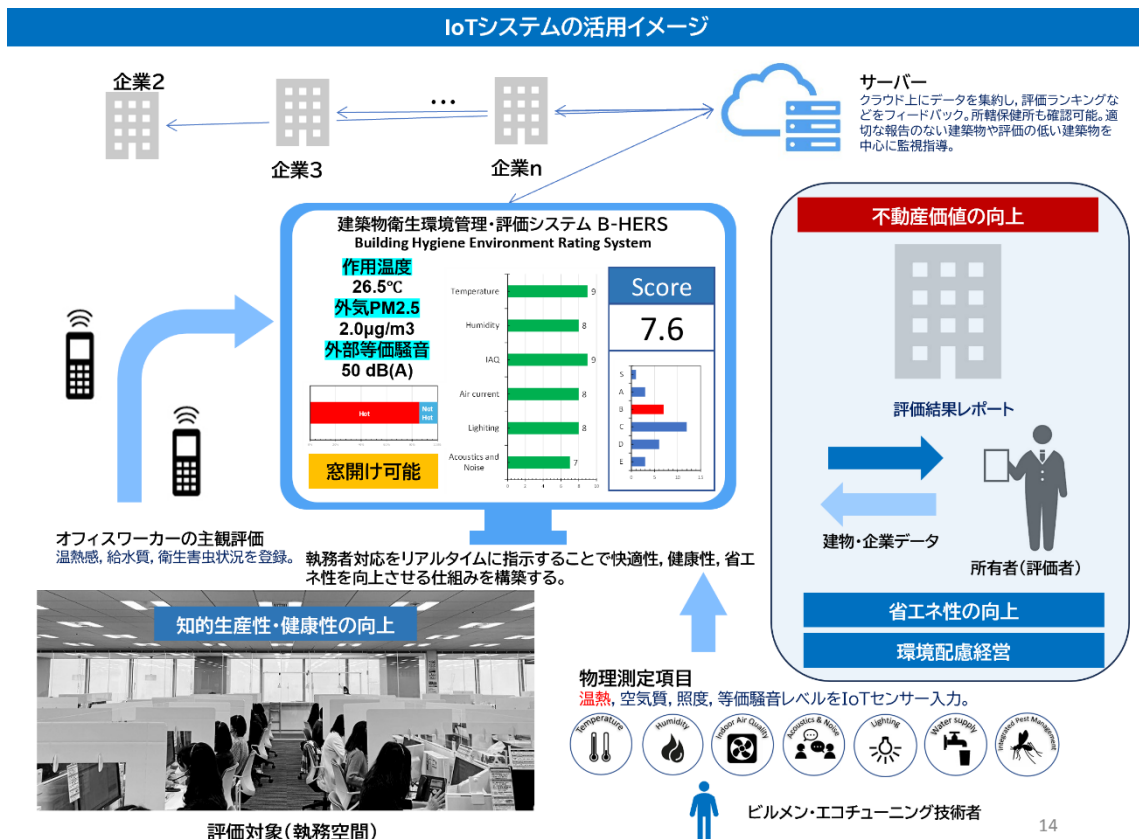 IoTシステムの活用イメージ
企業2
企業3
…
企業n
サーバー
クラウド上にデータを集約し, 評価ランキングな
どをフィードバック。所轄保健所も確認可能。適
切な報告のない建築物や評価の低い建築物を
中心に監視指導。
建築物衛生環境管理・評価システム B-HERS
Building Hygiene Environment Rating System
作用温度
26.5℃
外気PM2.5
2.0μg/m3
外部等価騒音
50 dB(A)
Hot
Not
Hot
窓開け可能
Temperature
9
Humidity
8
IAQ
9
Air current
8
Lighiting
8
Acoustics and
Noise
7
0 2 4 6 8 10
Score
7.6
S
A
B
C
D
E
0 5 10 15
不動産価値の向上
評価結果レポート
建物・企業データ
所有者(評価者)
省エネ性の向上
環境配慮経営
オフィスワーカーの主観評価
温熱感, 給水質, 衛生害虫状況を登録。
執務者対応をリアルタイムに指示することで快適性, 健康性, 省エ
ネ性を向上させる仕組みを構築する。
知的生産性・健康性の向上
評価対象(執務空間)
物理測定項目
温熱, 空気質, 照度, 等価騒音レベルをIoTセンサー入力。
Temperature
Humidity
Indoor Air Quality
Acoustics & Noise
Lighting
Water supply
Integrated Pest Management
ビルメン・エコチューニング技術者
14